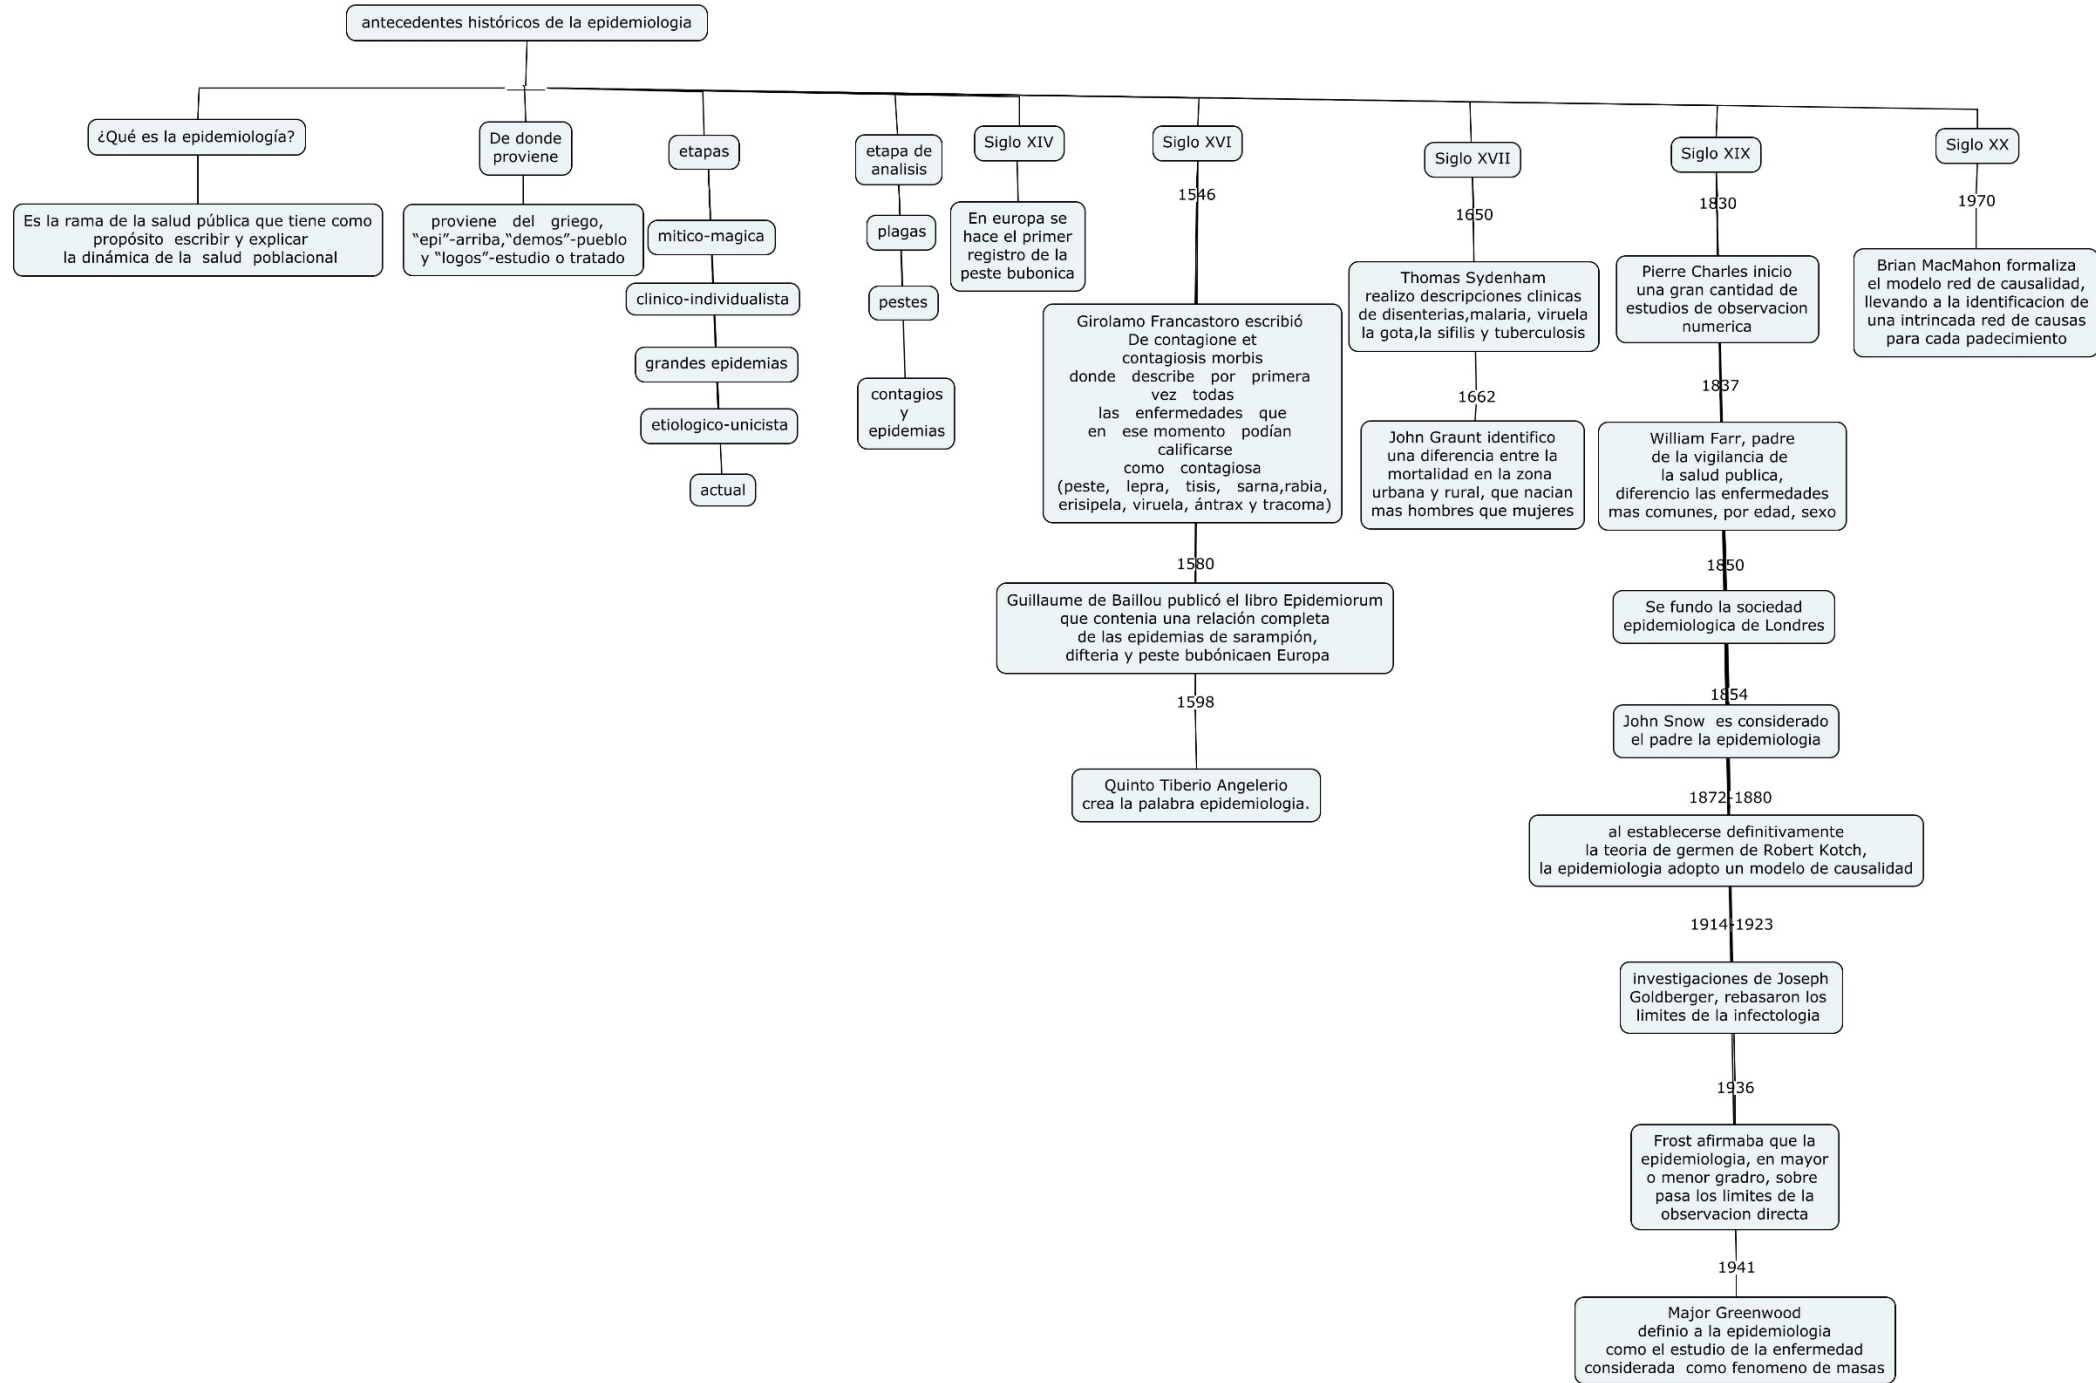 antecedentes históricos de la epidemiologia
¿Qué es la epidemiología?
Es la rama de la salud pública que tiene como
propósito escribir y explicar
la dinámica de la salud poblacional
De donde
proviene
proviene del griego,
“epi”-arriba,“demos”-pueblo
y “logos”-estudio o tratado
etapas
mitico-magica
clinico-individualista
grandes epidemias
etiologico-unicista
actual
etapa de
analisis
plagas
pestes
contagios
y
epidemias
Siglo XIV
En europa se
hace el primer
registro de la
peste bubonica
Siglo XVI
1546
Girolamo Francastoro escribió
De contagione et
contagiosis morbis
donde describe por primera
vez todas
las enfermedades que
en ese momento podían
calificarse
como contagiosa
(peste, lepra, tisis, sarna,rabia,
erisipela, viruela, ántrax y tracoma)
1580
Guillaume de Baillou publicó el libro Epidemiorum
que contenia una relación completa
de las epidemias de sarampión,
difteria y peste bubónicaen Europa
1598
Quinto Tiberio Angelerio
crea la palabra epidemiologia.
Siglo XVII
1650
Thomas Sydenham
realizo descripciones clinicas
de disenterias,malaria, viruela
la gota,la sifilis y tuberculosis
1662
John Graunt identifico
una diferencia entre la
mortalidad en la zona
urbana y rural, que nacian
mas hombres que mujeres
Siglo XIX
1830
Pierre Charles inicio
una gran cantidad de
estudios de observacion
numerica
1837
William Farr, padre
de la vigilancia de
la salud publica,
diferencio las enfermedades
mas comunes, por edad, sexo
1850
Se fundo la sociedad
epidemiologica de Londres
1854
John Snow es considerado
el padre la epidemiologia
1872-1880
al establecerse definitivamente
la teoria de germen de Robert Kotch,
la epidemiologia adopto un modelo de causalidad
1914-1923
investigaciones de Joseph
Goldberger, rebasaron los
limites de la infectologia
1936
Frost afirmaba que la
epidemiologia, en mayor
o menor gradro, sobre
pasa los limites de la
observacion directa
1941
Major Greenwood
definio a la epidemiologia
como el estudio de la enfermedad
considerada como fenomeno de masas
Siglo XX
1970
Brian MacMahon formaliza
el modelo red de causalidad,
llevando a la identificacion de
una intrincada red de causas
para cada padecimiento